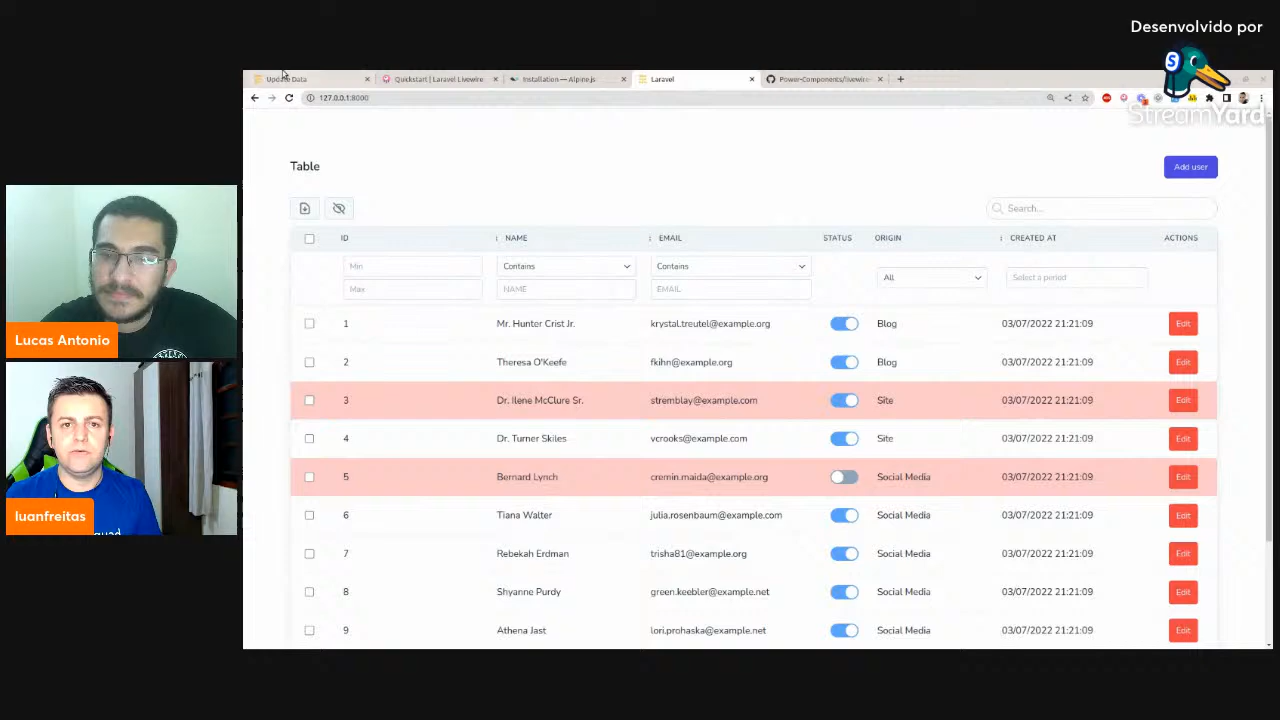 Desenvolvido por
StreamYard
Update Data
Quickstart | Laravel Livewire
Installation — Alpine.js
Laravel
Power-Components/livewire-
127.0.0.1:8000
Table
Add user
Search...
ID NAME EMAIL STATUS ORIGIN CREATED AT ACTIONS
Min Contains Contains All Select a period
Max NAME EMAIL
1 Mr. Hunter Crist Jr. krystal.treutel@example.org Blog 03/07/2022 21:21:09 Edit
2 Theresa O'Keefe fkihn@example.org Blog 03/07/2022 21:21:09 Edit
3 Dr. Ilene McClure Sr. stremblay@example.com Site 03/07/2022 21:21:09 Edit
4 Dr. Turner Skiles vcrooks@example.com Site 03/07/2022 21:21:09 Edit
5 Bernard Lynch cremin.maida@example.org Social Media 03/07/2022 21:21:09 Edit
6 Tiana Walter julia.rosenbaum@example.com Social Media 03/07/2022 21:21:09 Edit
7 Rebekah Erdman trisha81@example.org Social Media 03/07/2022 21:21:09 Edit
8 Shyanne Purdy green.keebler@example.net Social Media 03/07/2022 21:21:09 Edit
9 Athena Jast lori.prohaska@example.net Social Media 03/07/2022 21:21:09 Edit
Lucas Antonio
luanfreitas